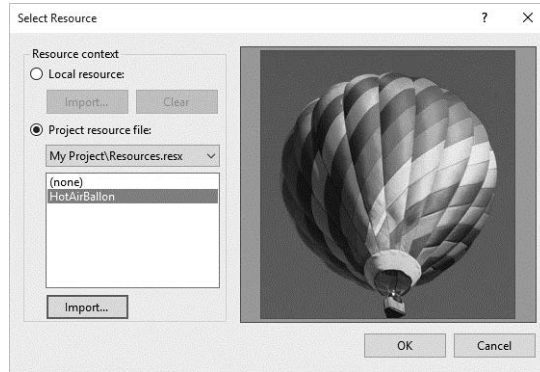 Select Resource ? ×
Resource context
Local resource:
Import... Clear
Project resource file:
My Project\Resources.resx
(none)
HotAirBallon
Import...
OK Cancel